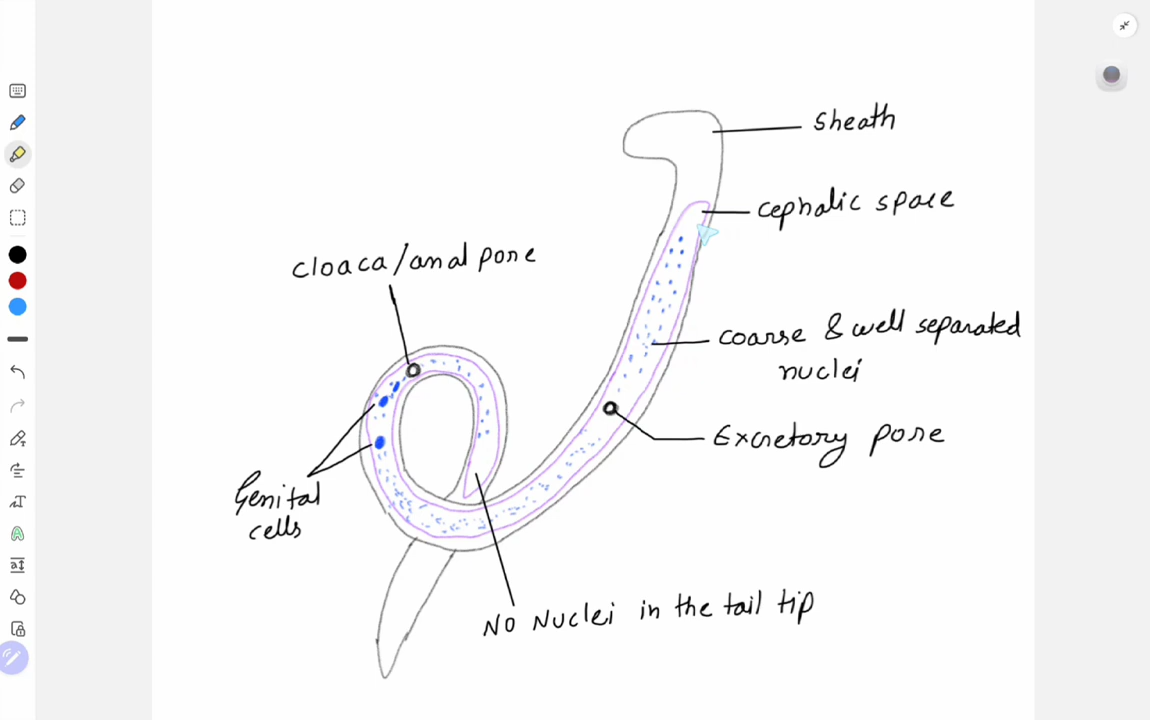 Sheath
cephalic space
cloaca/anal pore
coarse & well separated
nuclei
Excretory pore
Genital
cells
No Nuclei in the tail tip